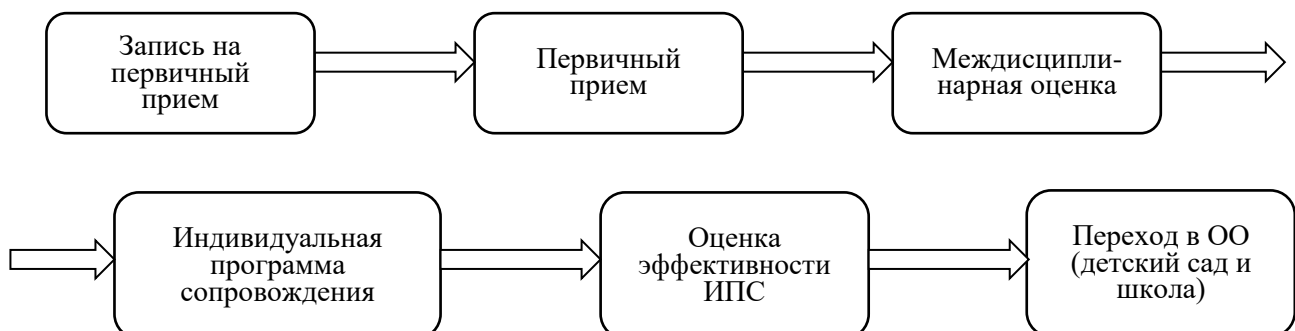 Запись на
первичный
прием
Первичный
прием
Междисципли-
нарная оценка
Индивидуальная
программа
сопровождения
Оценка
эффективности
ИПС
Переход в ОО
(детский сад и
школа)